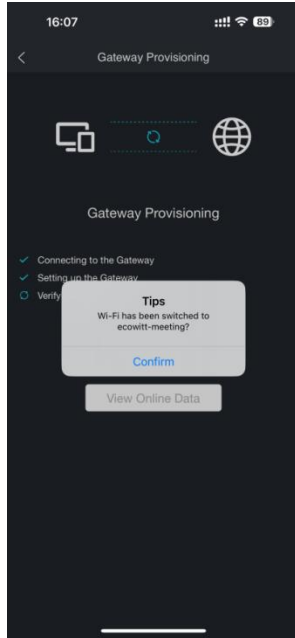 16:07
89
Gateway Provisioning
Gateway Provisioning
Connecting to the Gateway
Setting up the Gateway
Verify
Tips
Wi-Fi has been switched to
ecowitt-meeting?
Confirm
View Online Data